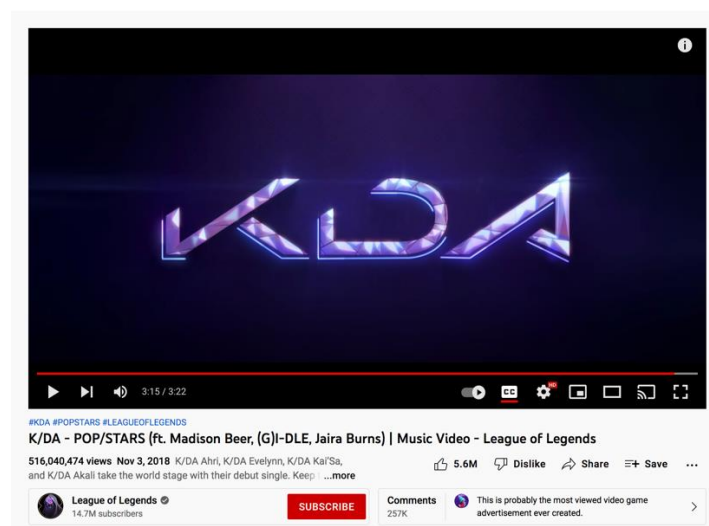 KDA
3:15 / 3:22
CC
HD
#KDA #POPSTARS #LEAGUEOFLEGENDS
K/DA - POP/STARS (ft. Madison Beer, (G)I-DLE, Jaira Burns) | Music Video - League of Legends
516,040,474 views Nov 3, 2018 K/DA Ahri, K/DA Evelynn, K/DA Kai'Sa,
and K/DA Akali take the world stage with their debut single. Keep ...more
5.6M Dislike Share Save
League of Legends
14.7M subscribers
SUBSCRIBE
Comments
257K
This is probably the most viewed video game
advertisement ever created.